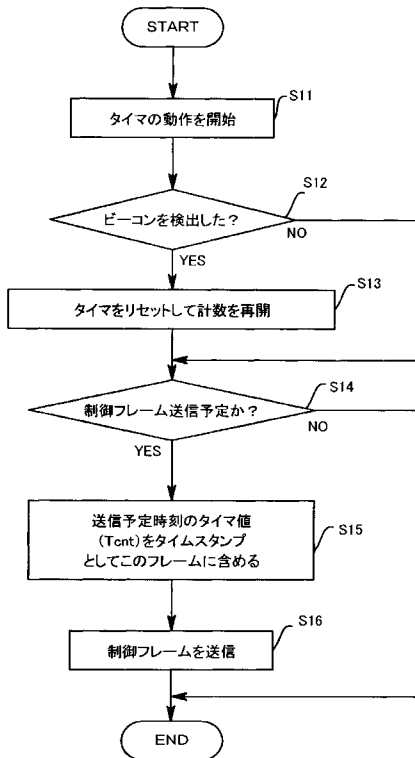 START
S11
タイマの動作を開始
S12
ビーコンを検出した？
NO
YES
S13
タイマをリセットして計数を再開
S14
制御フレーム送信予定か？
NO
YES
S15
送信予定時刻のタイマ値
(Tcnt)をタイムスタンプ
としてこのフレームに含める
S16
制御フレームを送信
END